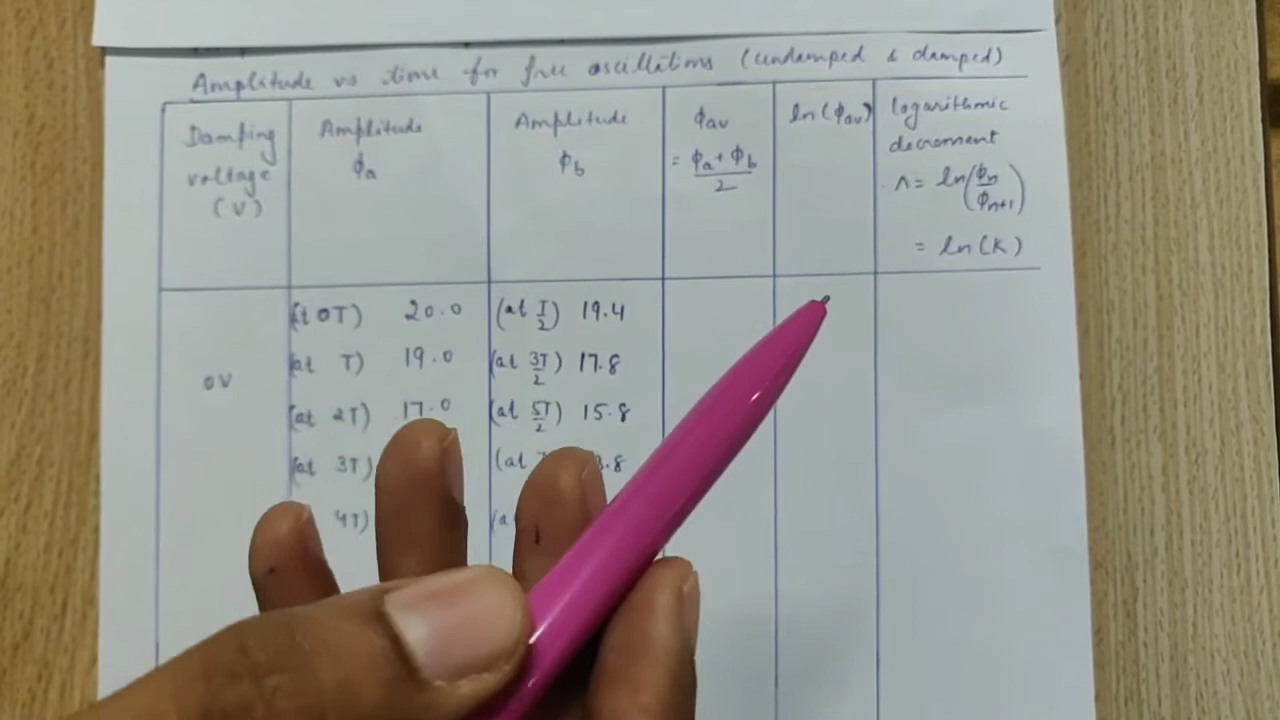 Amplitude vs time for free oscillations (undamped & damped)
Damping voltage (V)
Amplitude ϕa
Amplitude ϕb
ϕav = ϕa + ϕb / 2
ln(ϕav)
logarithmic decrement
Λ = ln(ϕn/ϕn+1)
= ln(K)
0V
(at 0T) 20.0 (at T/2) 19.4
(at T) 19.0 (at 3T/2) 17.8
(at 2T) 17.0 (at 5T/2) 15.8
(at 3T) (at .8
4T)